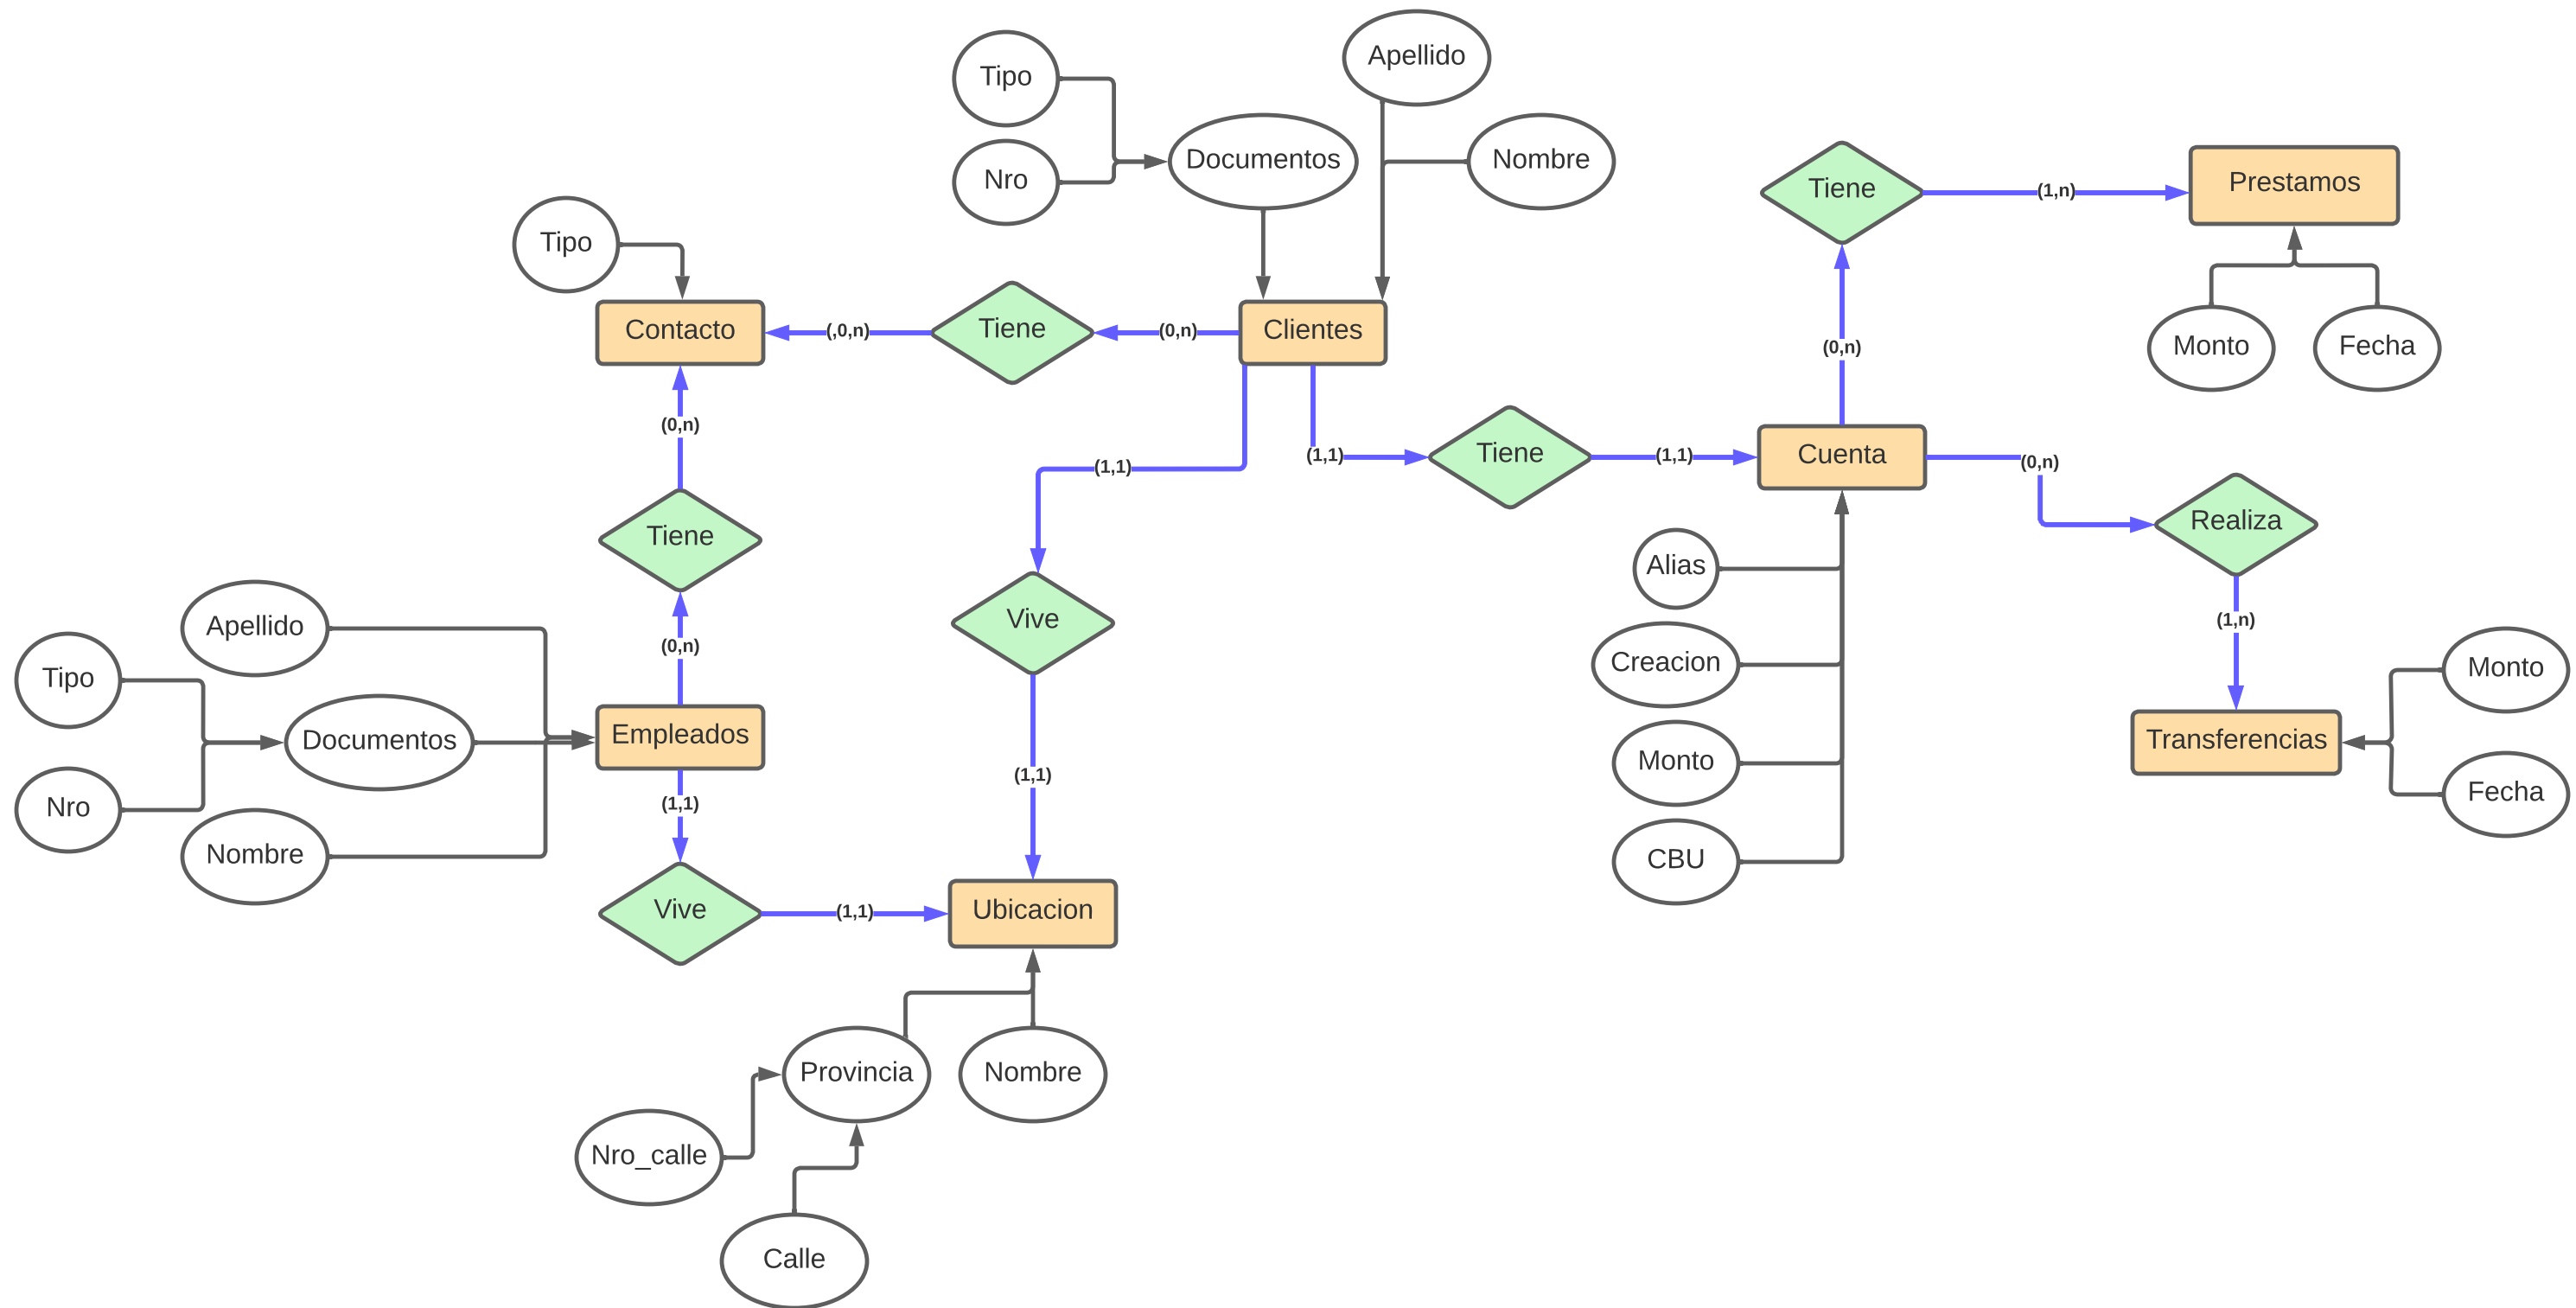 Apellido
Tipo
Documentos
Nombre
Nro
Tiene
(1,n)
Prestamos
Tipo
Contacto
(,0,n)
Tiene
(0,n)
Clientes
(0,n)
Monto
Fecha
(0,n)
(1,1)
(1,1)
Tiene
(1,1)
Cuenta
(0,n)
Tiene
Realiza
Alias
Vive
(1,n)
Apellido
(0,n)
Creacion
Tipo
Monto
Documentos
Empleados
Transferencias
Monto
(1,1)
Nro
(1,1)
Fecha
Nombre
CBU
Vive
(1,1)
Ubicacion
Provincia
Nombre
Nro_calle
Calle